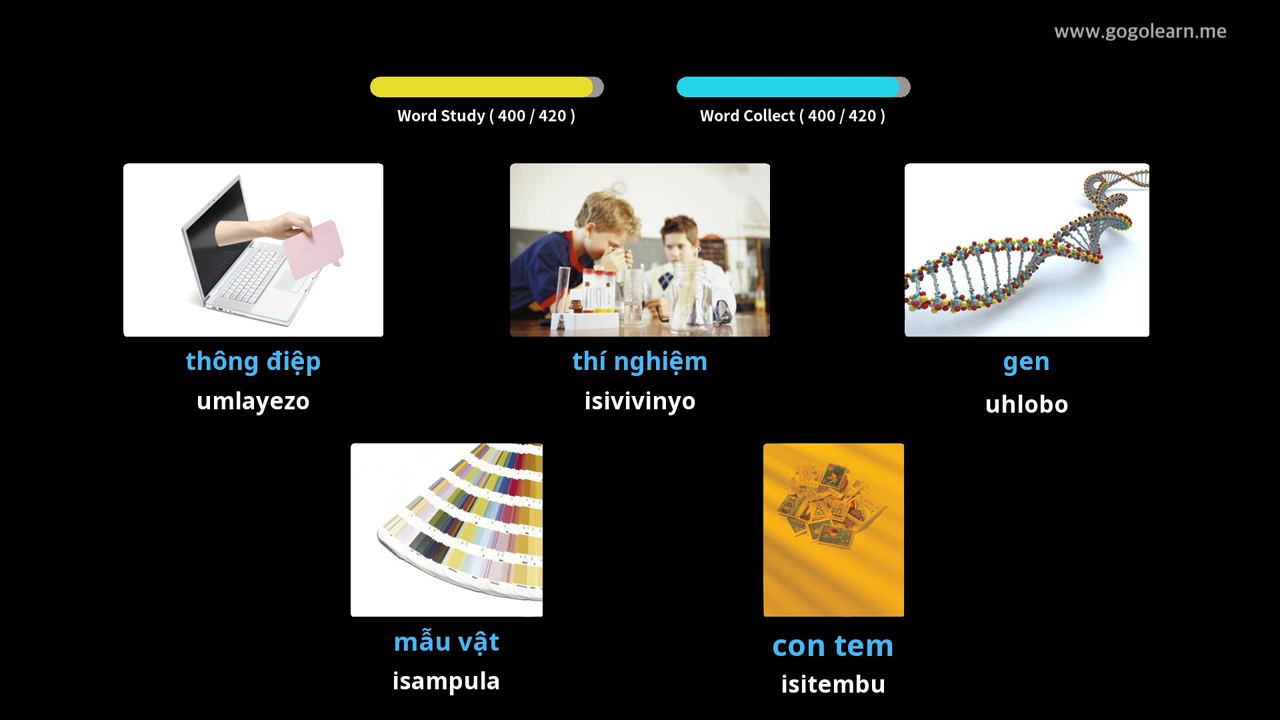 www.gogolearn.me
Word Study ( 400 / 420 )
Word Collect ( 400 / 420 )
thông điệp
umlayezo
thí nghiệm
isivivinyo
gen
uhlobo
mẫu vật
isampula
con tem
isitembu